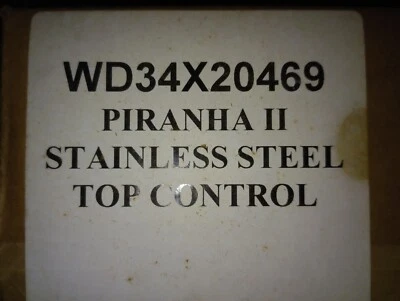 WD34X20469
PIRANHA II
STAINLESS STEEL
TOP CONTROL